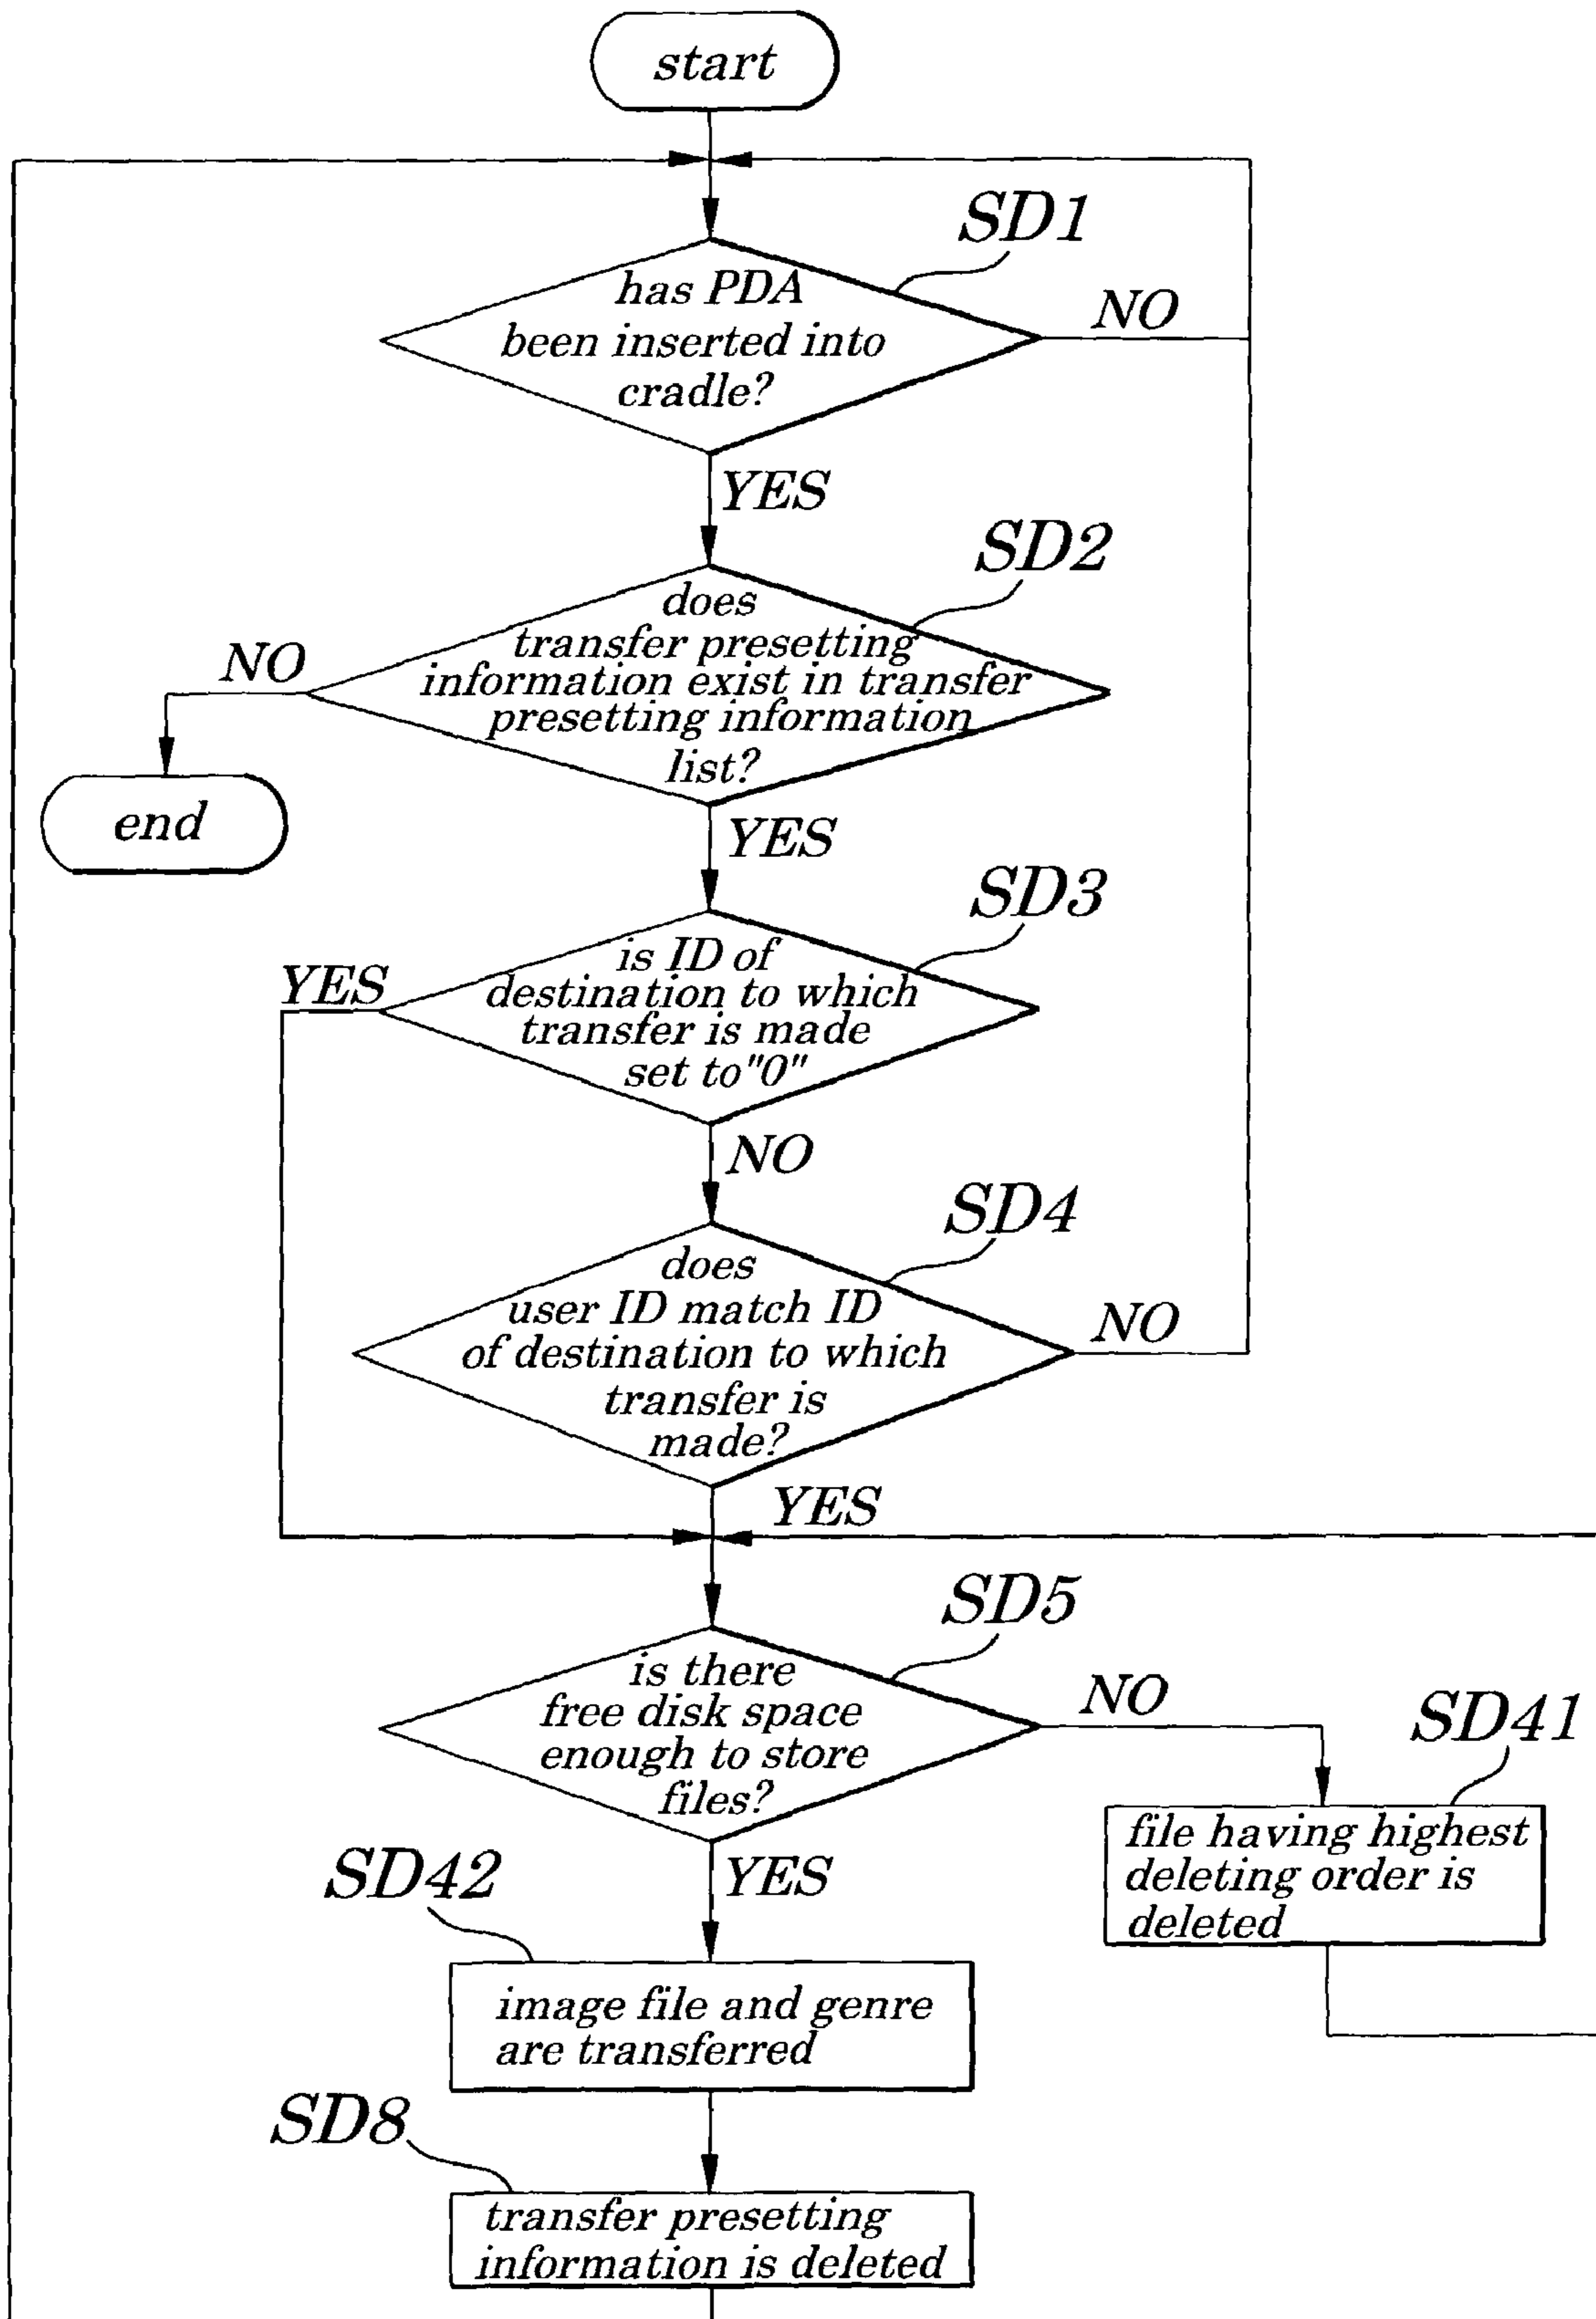 start
SD1
has PDA
been inserted into
cradle?
NO
YES
SD2
does
transfer presetting
information exist in transfer
presetting information
list?
NO
end
YES
SD3
is ID of
destination to which
transfer is made
set to"0"
YES
NO
SD4
does
user ID match ID
of destination to which
transfer is
made?
NO
YES
SD5
is there
free disk space
enough to store
files?
NO
SD41
file having highest
deleting order is
deleted
YES
SD42
image file and genre
are transferred
SD8
transfer presetting
information is deleted